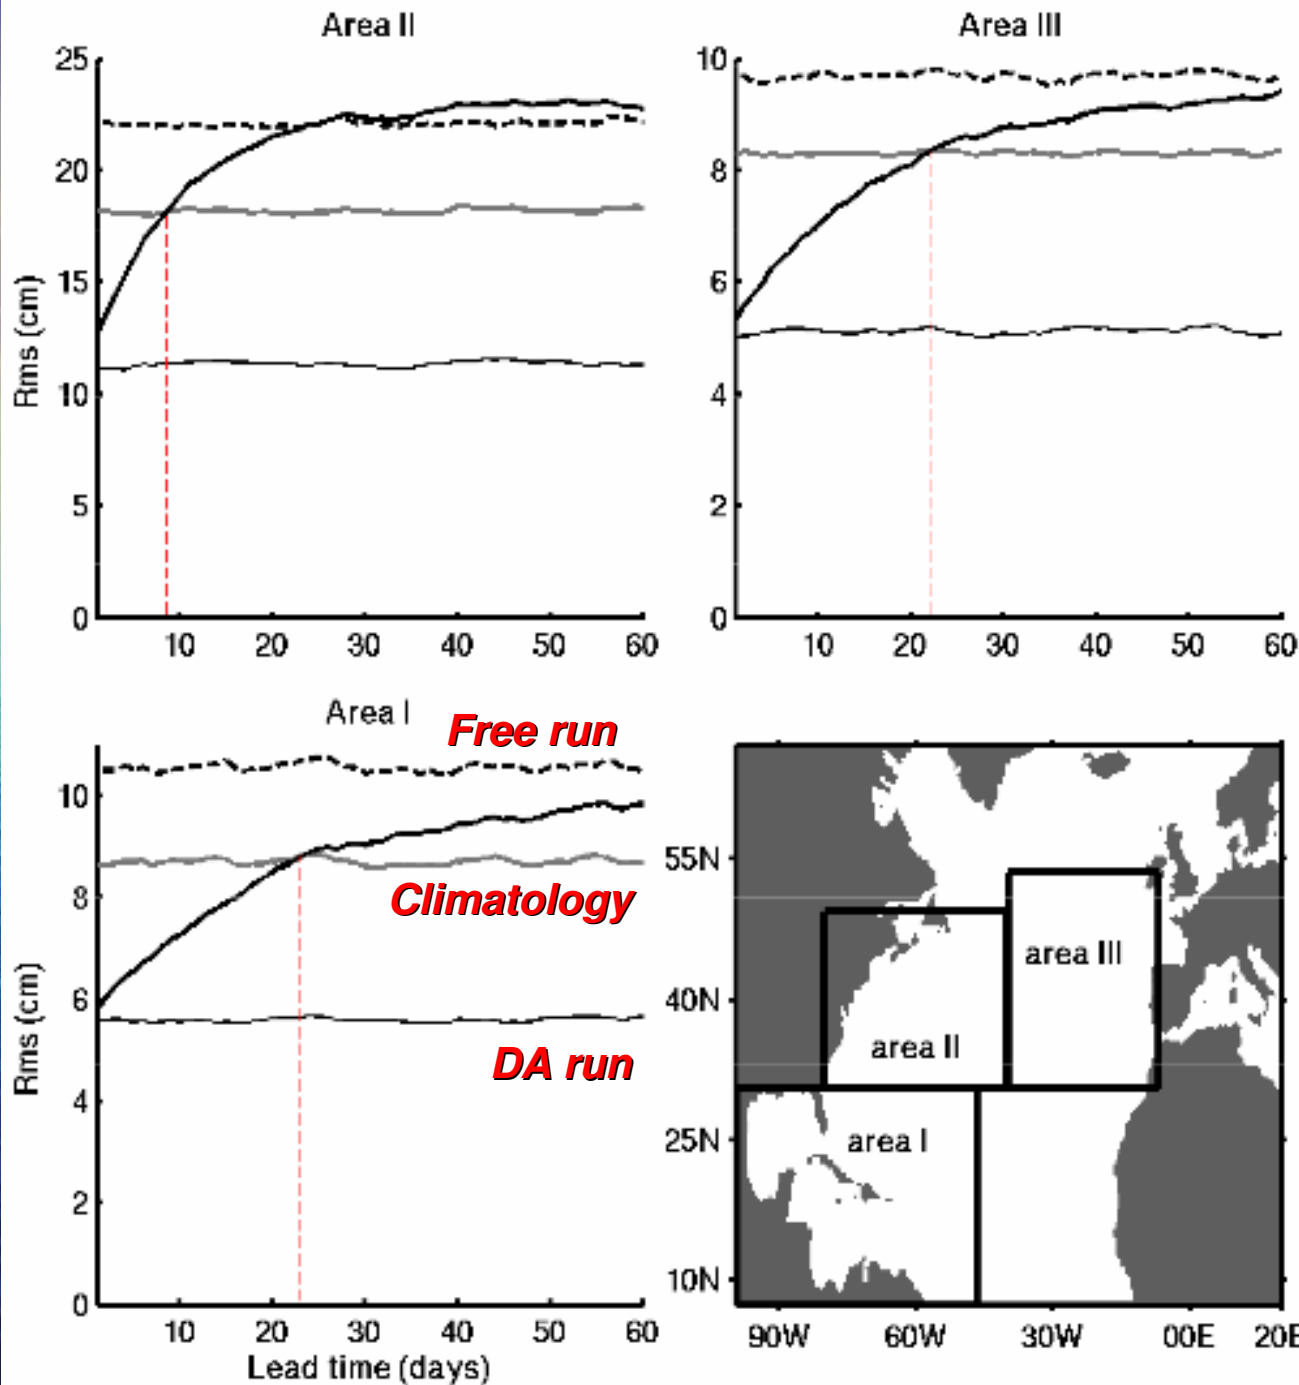 Area II
25
20
15
10
5
0
Rms (cm)
10 20 30 40 50 60
Area III
10
8
6
4
2
0
10 20 30 40 50 60
Area I
Free run
Climatology
DA run
10
8
6
4
2
0
Rms (cm)
10 20 30 40 50 60
Lead time (days)
55N
40N
25N
10N
area III
area II
area I
90W 60W 30W 00E 20E